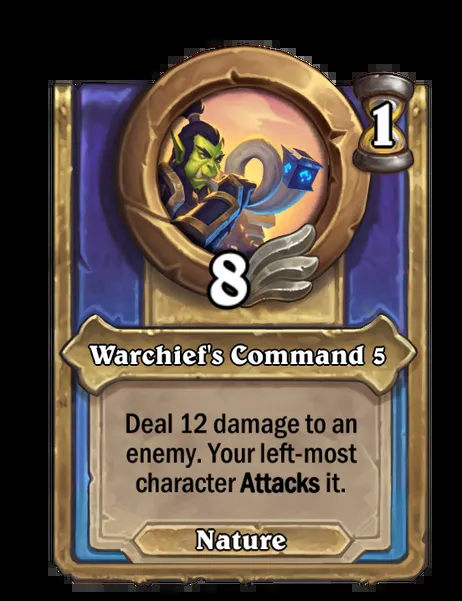 1
8
Warchief's Command 5
Deal 12 damage to an
enemy. Your left-most
character Attacks it.
Nature